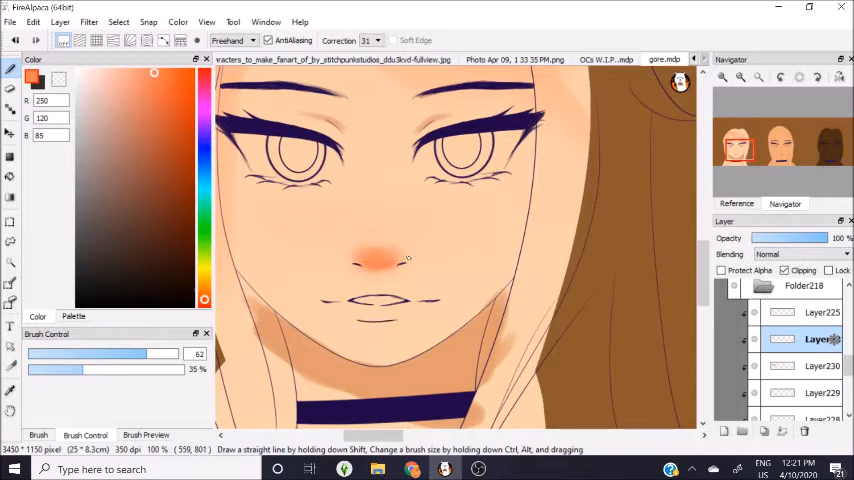 FireAlpaca (64bit)
File Edit Layer Filter Select Snap Color View Tool Window Help
Freehand AntiAliasing Correction 31 Soft Edge
Color
vracters_to_make_fanart_of_by_stitchpunkstudios_ddu3kvd-fullview.jpg Photo Apr 09, 1 33 35 PM.png OCs W.I.P...mdp gore.mdp
Navigator
R 250
G 120
B 85
Reference Navigator
Layer
Opacity 100 %
Blending Normal
Protect Alpha Clipping Lock
Folder218
Layer225
Layer230
Layer229
Layer228
Color Palette
Brush Control
62
35 %
Brush Brush Control Brush Preview
3450 * 1150 pixel (25 * 8.3cm) 350 dpi 100 % ( 559, 801 ) Draw a straight line by holding down Shift, Change a brush size by holding down Ctrl, Alt, and dragging
Type here to search
ENG
US
12:21 PM
4/10/2020
21